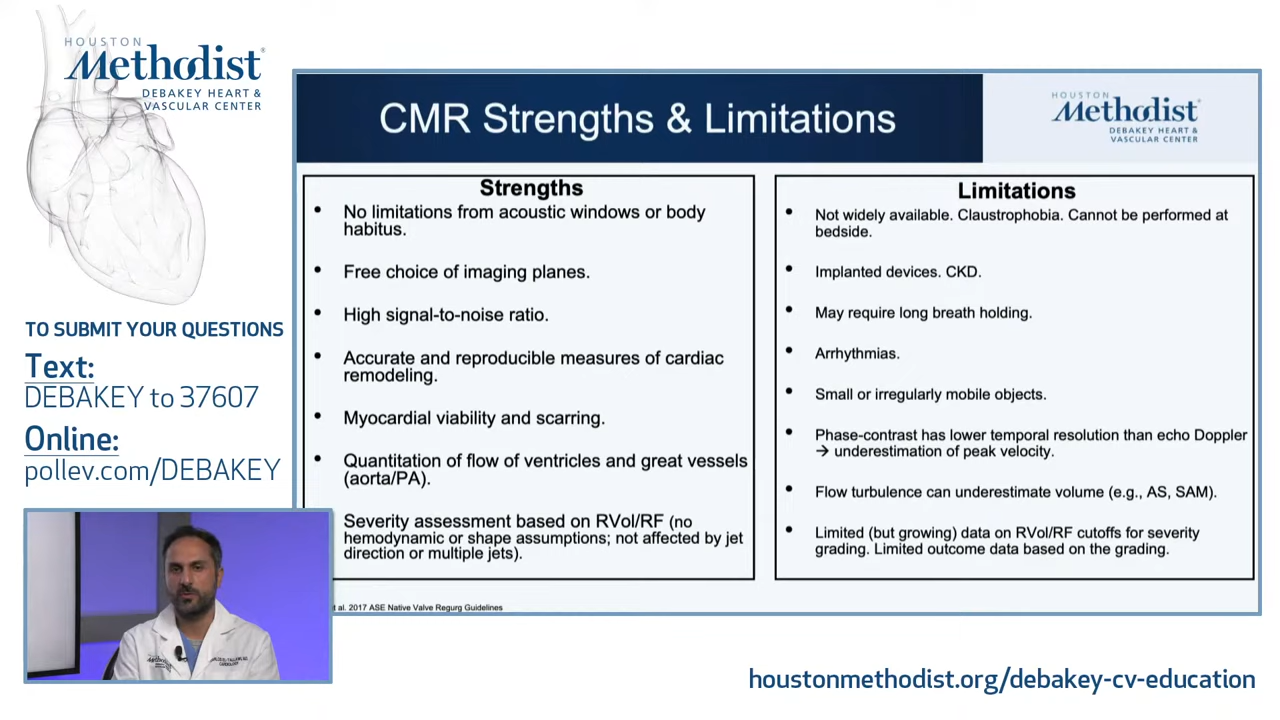 HOUSTON
Methodist®
DEBAKEY HEART &
VASCULAR CENTER
TO SUBMIT YOUR QUESTIONS
Text:
DEBAKEY to 37607
Online:
pollev.com/DEBAKEY
CMR Strengths & Limitations
HOUSTON
Methodist
DEBAKEY HEART &
VASCULAR CENTER
Strengths
• No limitations from acoustic windows or body
habitus.
• Free choice of imaging planes.
• High signal-to-noise ratio.
• Accurate and reproducible measures of cardiac
remodeling.
• Myocardial viability and scarring.
• Quantitation of flow of ventricles and great vessels
(aorta/PA).
Severity assessment based on RVol/RF (no
hemodynamic or shape assumptions; not affected by jet
direction or multiple jets).
Limitations
• Not widely available. Claustrophobia. Cannot be performed at
bedside.
• Implanted devices. CKD.
• May require long breath holding.
• Arrhythmias.
• Small or irregularly mobile objects.
• Phase-contrast has lower temporal resolution than echo Doppler
→ underestimation of peak velocity.
• Flow turbulence can underestimate volume (e.g., AS, SAM).
• Limited (but growing) data on RVol/RF cutoffs for severity
grading. Limited outcome data based on the grading.
et al. 2017 ASE Native Valve Regurg Guidelines
houstonmethodist.org/debakey-cv-education